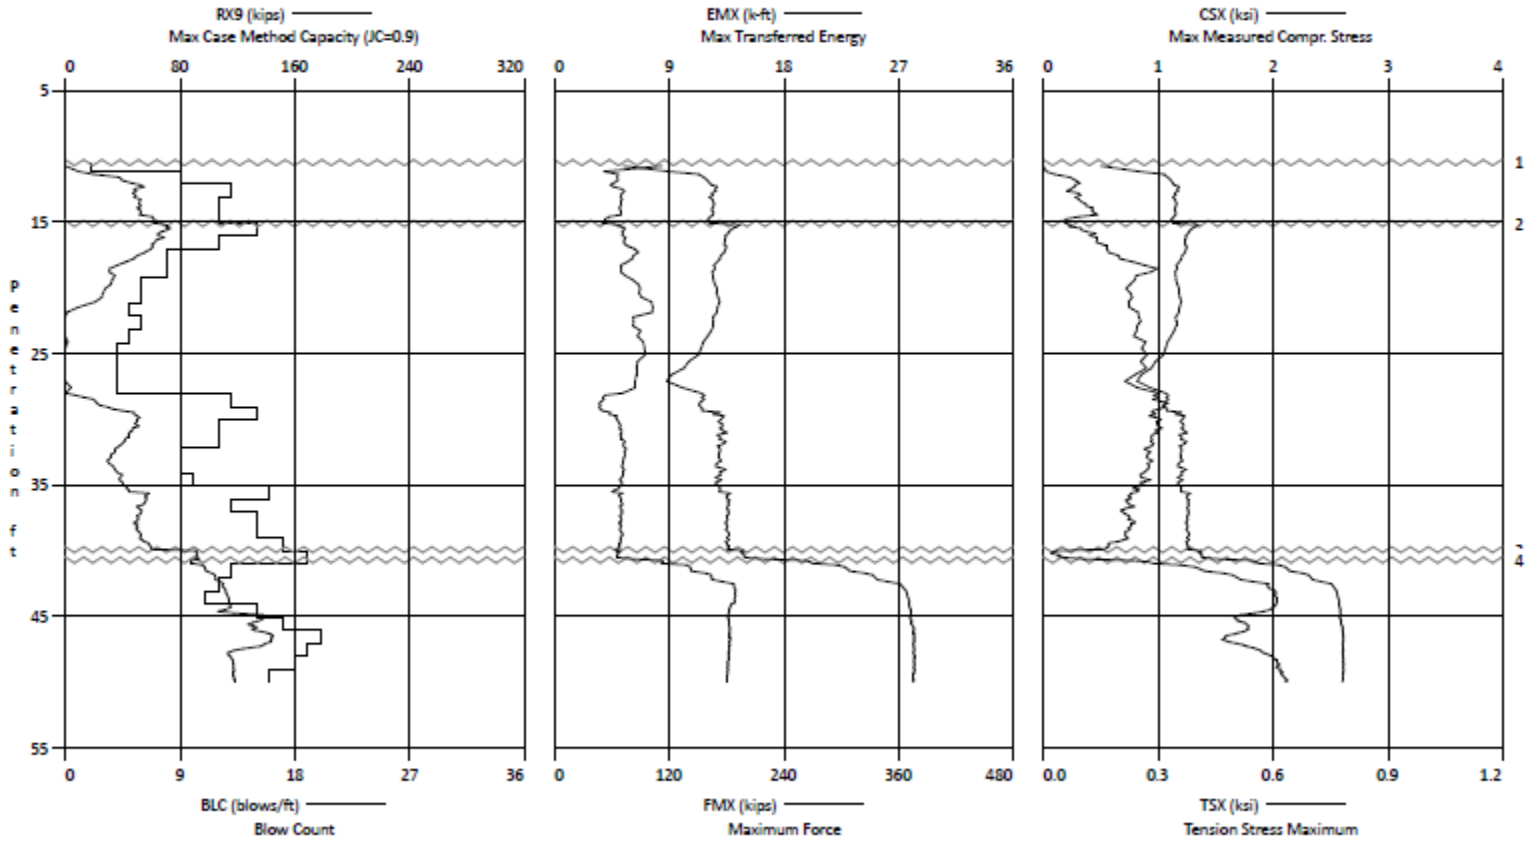 RX9 (kips)
Max Case Method Capacity (JC=0.9)
0 80 160 240 320
EMX (k-ft)
Max Transferred Energy
0 9 18 27 36
CSX (ksi)
Max Measured Compr. Stress
0 1 2 3 4
5
15
25
35
45
55
Penetration ft
1
2
4
0 9 18 27 36
BLC (blows/ft)
Blow Count
0 120 240 360 480
FMX (kips)
Maximum Force
0.0 0.3 0.6 0.9 1.2
TSX (ksi)
Tension Stress Maximum